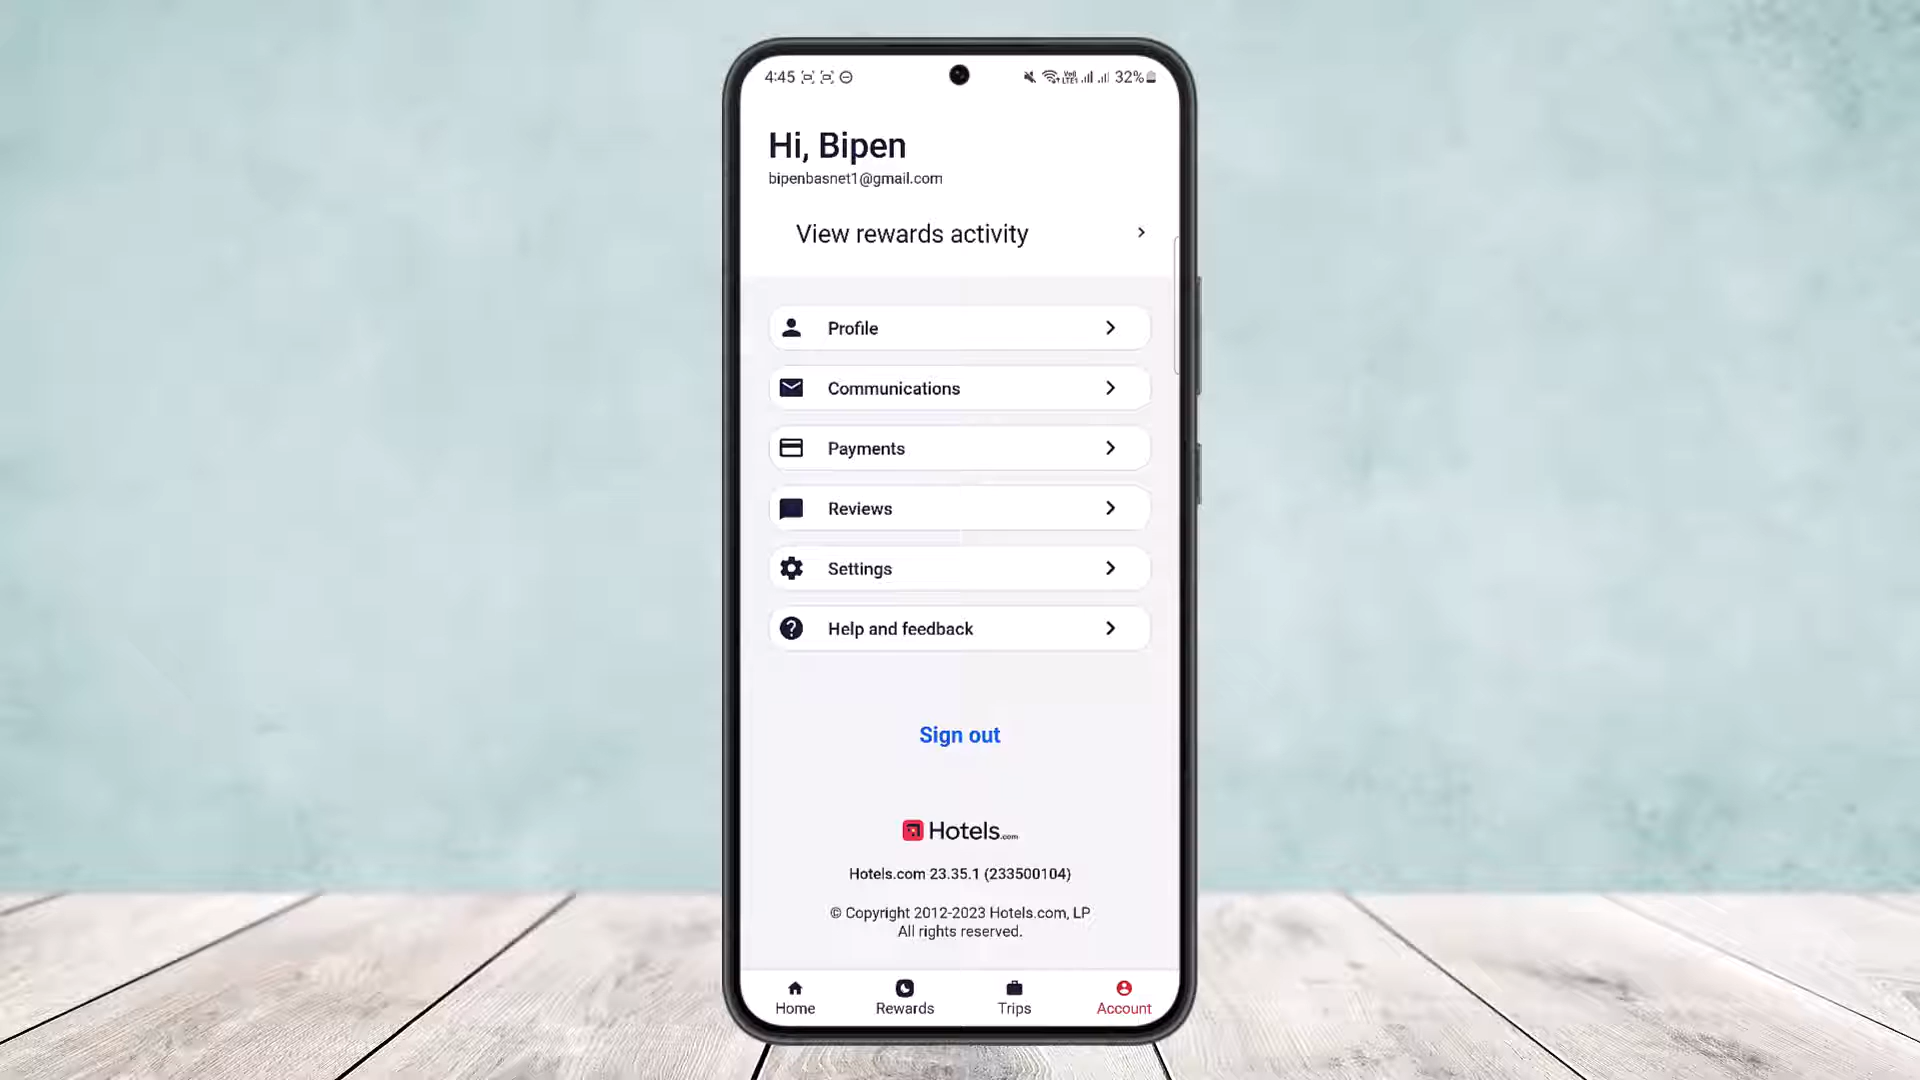 4:45 32%
Hi, Bipen
bipenbasnet1@gmail.com
View rewards activity
Profile
Communications
Payments
Reviews
Settings
Help and feedback
Sign out
Hotels.com
Hotels.com 23.35.1 (233500104)
© Copyright 2012-2023 Hotels.com, LP
All rights reserved.
Home Rewards Trips Account